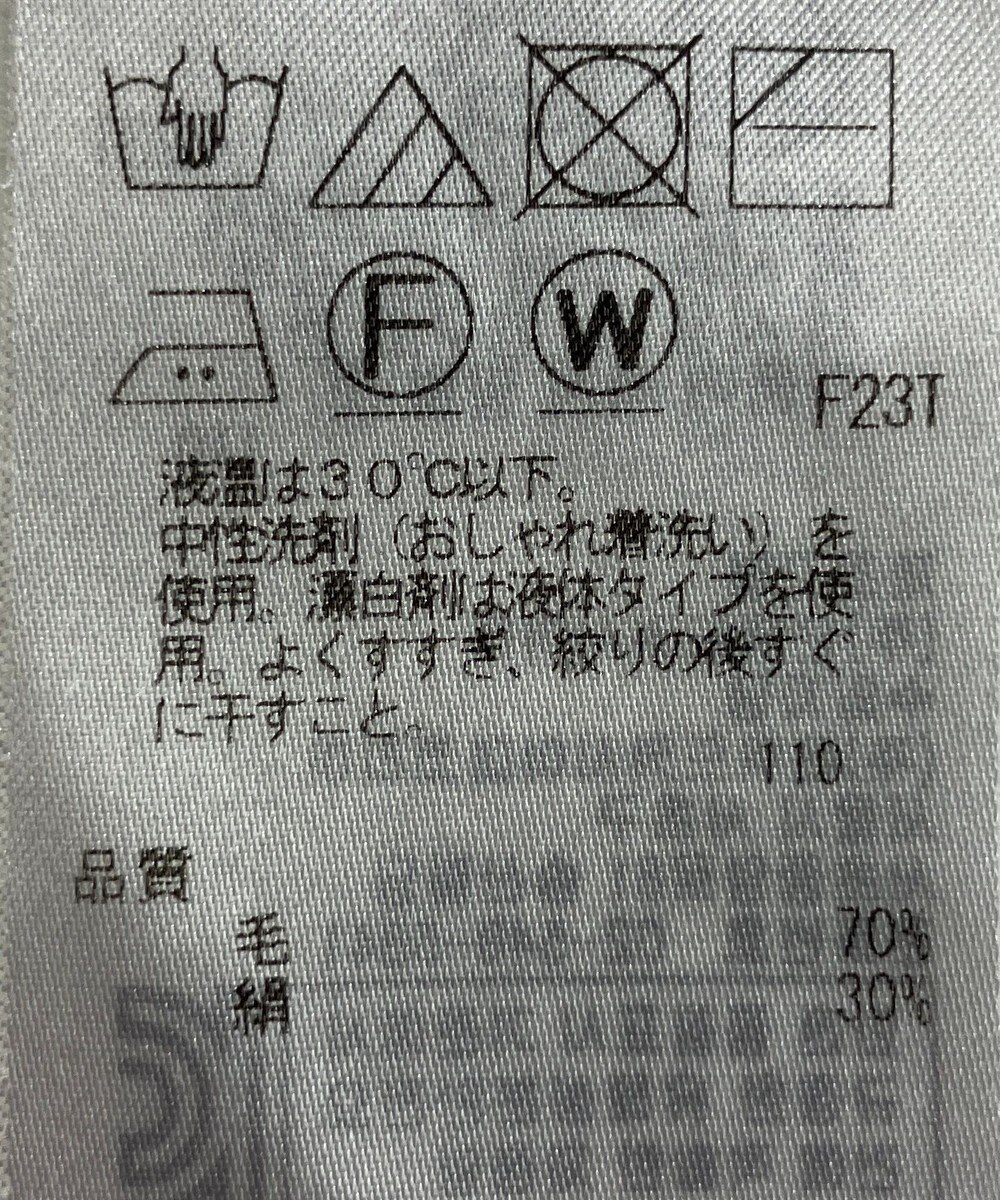 F
W
F23T
液温は30℃以下。
中性洗剤(おしゃれ着洗い)を
使用。漂白剤は液体タイプを使
用。よくすすぎ、絞りの後すぐ
に干すこと。
110
品質
毛 70%
絹 30%